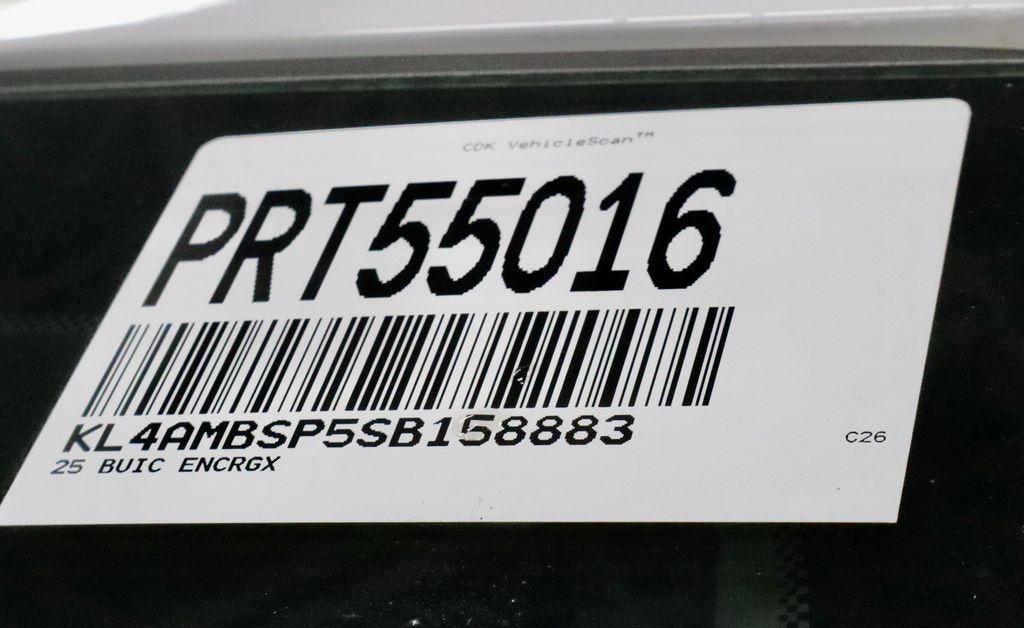 CDK VehicleScan™
PRT55016
KL4AMBSP5SB158883
25 BUIC ENCRGX
C26